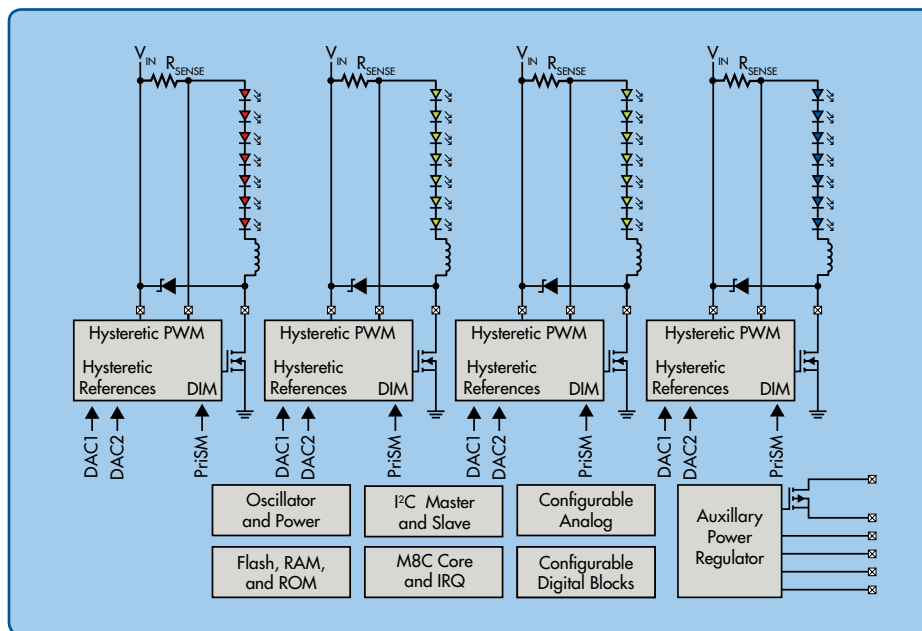 V_IN R_SENSE V_IN R_SENSE V_IN R_SENSE V_IN R_SENSE
Hysteretic PWM
Hysteretic
References DIM
Hysteretic PWM
Hysteretic
References DIM
Hysteretic PWM
Hysteretic
References DIM
Hysteretic PWM
Hysteretic
References DIM
DAC1 DAC2 PriSM DAC1 DAC2 PriSM DAC1 DAC2 PriSM DAC1 DAC2 PriSM
Oscillator
and Power
I²C Master
and Slave
Configurable
Analog
Auxillary
Power
Regulator
Flash, RAM,
and ROM
M8C Core
and IRQ
Configurable
Digital Blocks